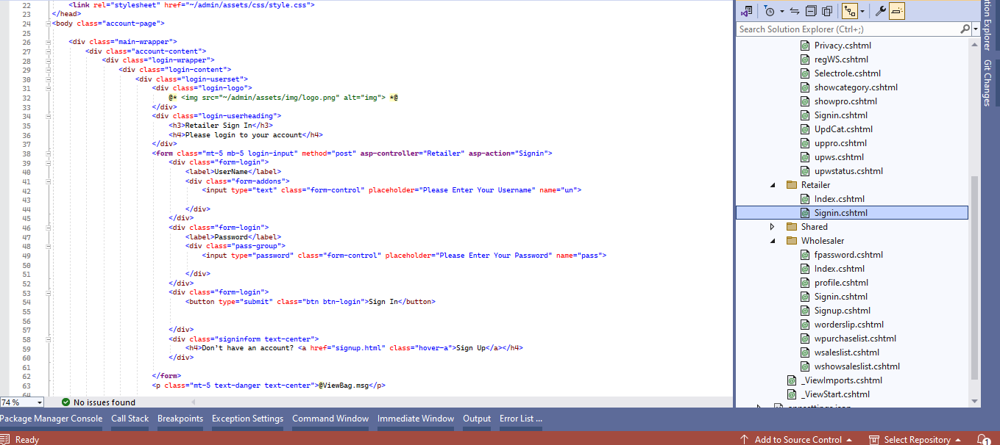 22 <link rel="stylesheet" href="~/admin/assets/css/style.css">
23 </head>
24 <body class="account-page">
25
26 <div class="main-wrapper">
27 <div class="account-content">
28 <div class="login-wrapper">
29 <div class="login-content">
30 <div class="login-userset">
31 <div class="login-logo">
32 @* <img src="~/admin/assets/img/logo.png" alt="img"> *@
33 </div>
34 <div class="login-userheading">
35 <h3>Retailer Sign In</h3>
36 <h4>Please login to your account</h4>
37 </div>
38 <form class="mt-5 mb-5 login-input" method="post" asp-controller="Retailer" asp-action="Signin">
39 <div class="form-login">
40 <label>UserName</label>
41 <div class="form-addons">
42 <input type="text" class="form-control" placeholder="Please Enter Your Username" name="un">
43
44 </div>
45 </div>
46 <div class="form-login">
47 <label>Password</label>
48 <div class="pass-group">
49 <input type="password" class="form-control" placeholder="Please Enter Your Password" name="pass">
50
51 </div>
52 </div>
53 <div class="form-login">
54 <button type="submit" class="btn btn-login">Sign In</button>
55
56
57 </div>
58 <div class="signinform text-center">
59 <h4>Don't have an account? <a href="signup.html" class="hover-a">Sign Up</a></h4>
60 </div>
61
62 </form>
63 <p class="mt-5 text-danger text-center">@ViewBag.msg</p>
64
74 % No issues found
Search Solution Explorer (Ctrl+;)
Privacy.cshtml
regWS.cshtml
Selectrole.cshtml
showcategory.cshtml
showpro.cshtml
Signin.cshtml
UpdCat.cshtml
uppro.cshtml
upws.cshtml
upwstatus.cshtml
Retailer
Index.cshtml
Signin.cshtml
Shared
Wholesaler
fpassword.cshtml
Index.cshtml
profile.cshtml
Signin.cshtml
Signup.cshtml
worderslip.cshtml
wpurchaselist.cshtml
wsaleslist.cshtml
wshowsaleslist.cshtml
_ViewImports.cshtml
_ViewStart.cshtml
Explorer
Git Changes
Package Manager Console Call Stack Breakpoints Exception Settings Command Window Immediate Window Output Error List ...
Ready Add to Source Control Select Repository 1